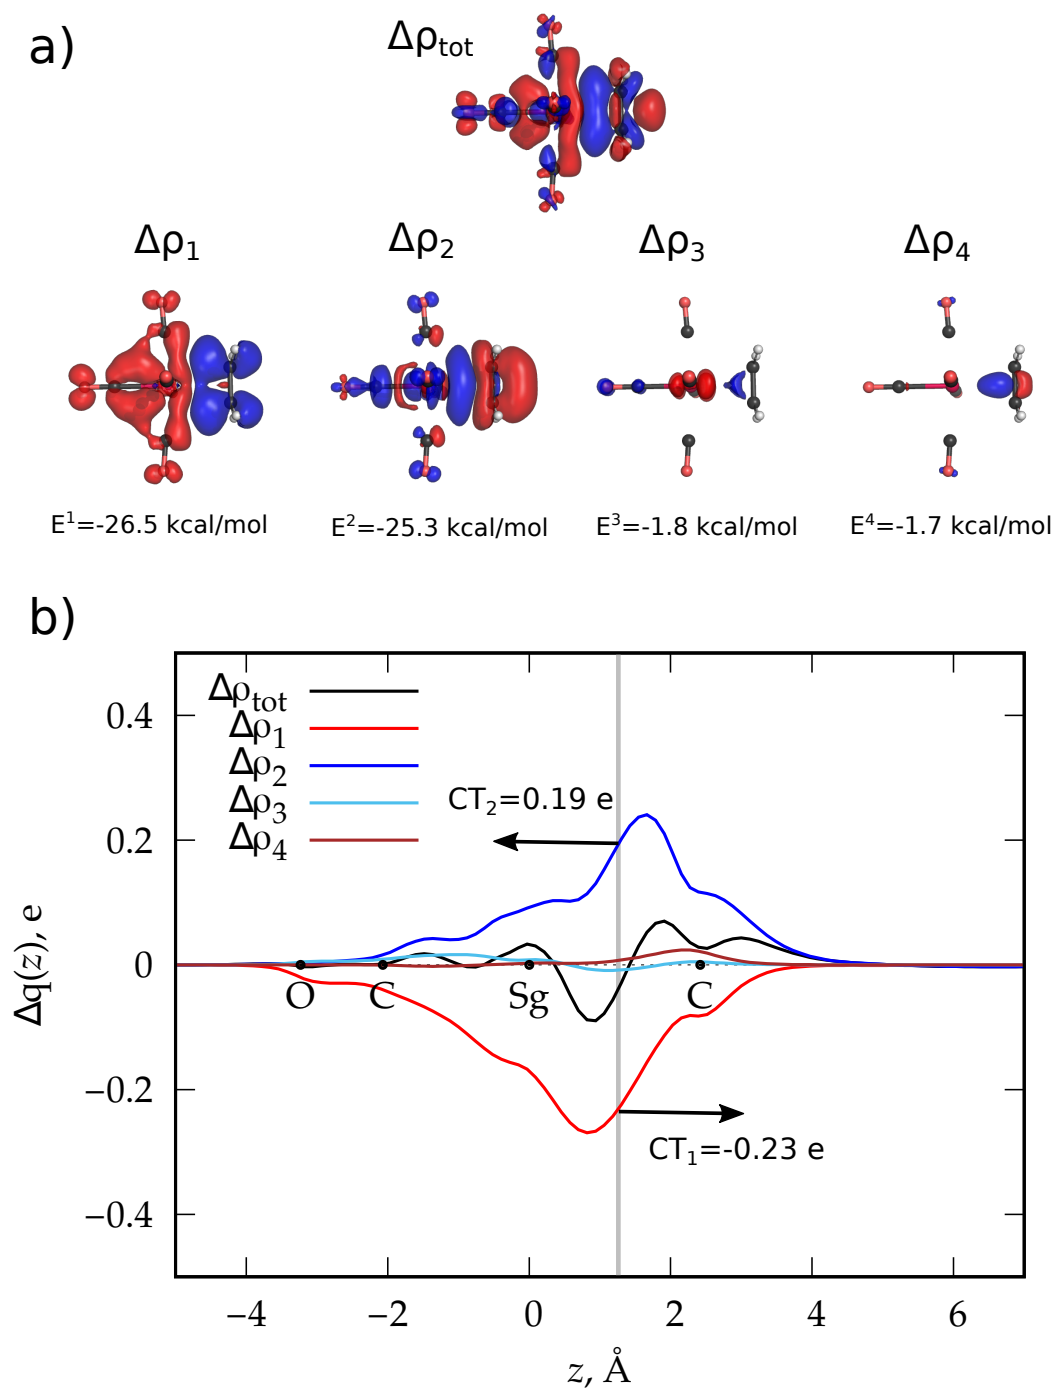 a)
Δρtot
Δρ1 Δρ2 Δρ3 Δρ4
E1=-26.5 kcal/mol E2=-25.3 kcal/mol E3=-1.8 kcal/mol E4=-1.7 kcal/mol
b)
Δρtot
Δρ1
Δρ2
Δρ3
Δρ4
CT2=0.19 e
CT1=-0.23 e
O C Sg C
0.4
0.2
0
−0.2
−0.4
Δq(z), e
−4 −2 0 2 4 6
z, Å